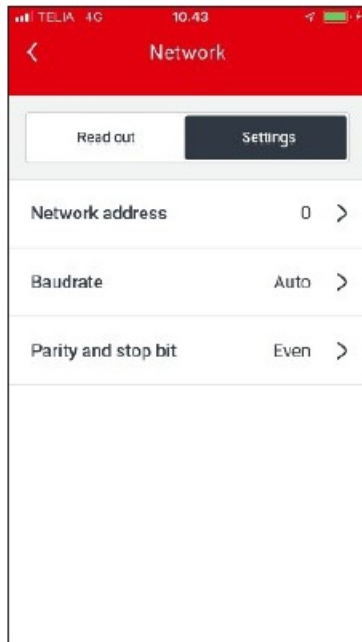 TELIA 4G 10.43
Network
Read out Settings
Network address 0
Baudrate Auto
Parity and stop bit Even